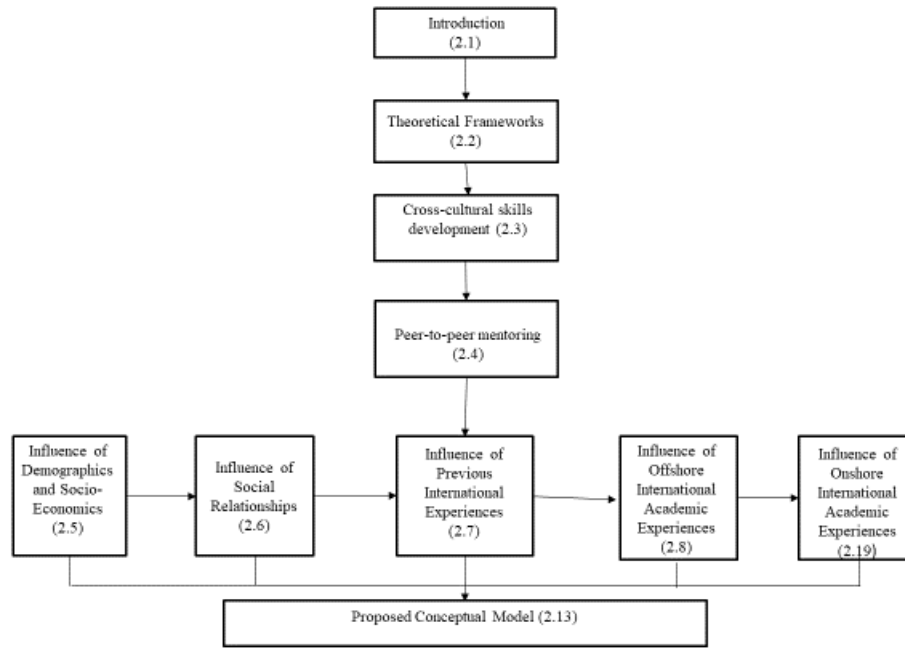 Introduction
(2.1)
Theoretical Frameworks
(2.2)
Cross-cultural skills
development (2.3)
Peer-to-peer mentoring
(2.4)
Influence of
Demographics
and Socio-
Economics
(2.5)
Influence of
Social
Relationships
(2.6)
Influence of
Previous
International
Experiences
(2.7)
Influence of Offshore
International
Academic
Experiences
(2.8)
Influence of
Onshore
International
Academic
Experiences
(2.19)
Proposed Conceptual Model (2.13)